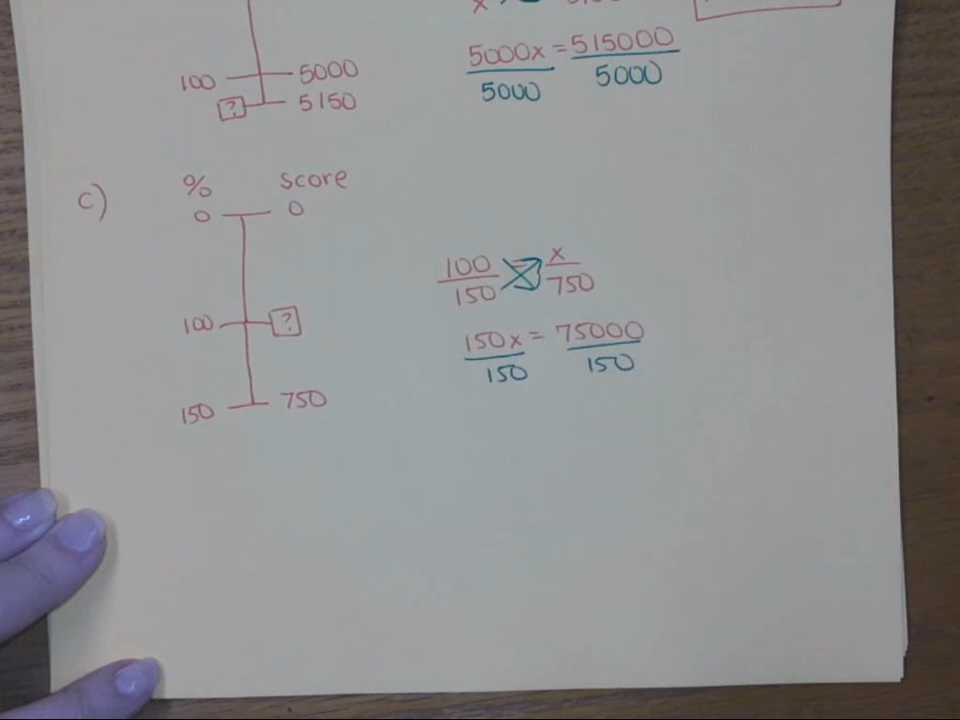 x
5000x = 515000
5000 5000
100 5000
? 5150
c) % score
0 0
100 ?
150 750
100 = x
150 750
150x = 75000
150 150